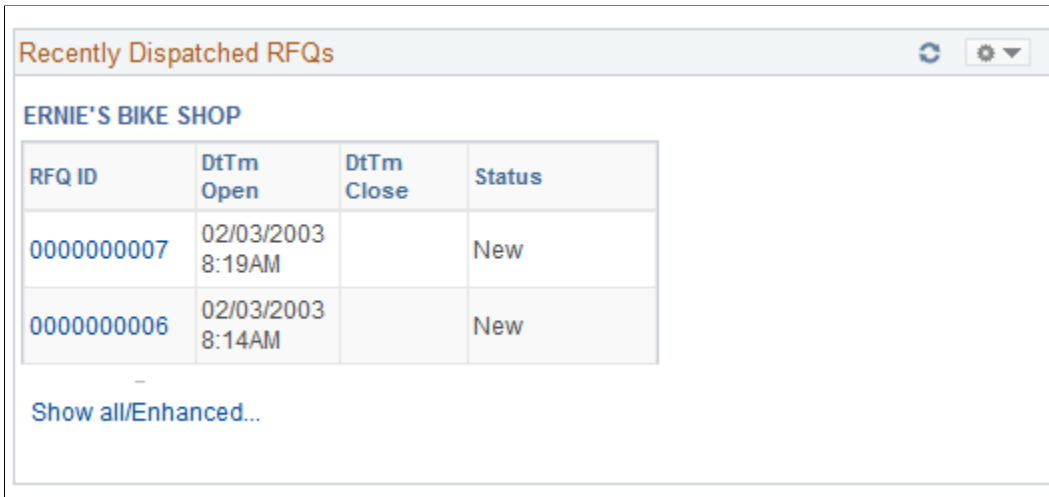 Recently Dispatched RFQs
ERNIE'S BIKE SHOP
RFQ ID
DtTm
Open
DtTm
Close
Status
0000000007
02/03/2003
8:19AM
New
0000000006
02/03/2003
8:14AM
New
Show all/Enhanced...